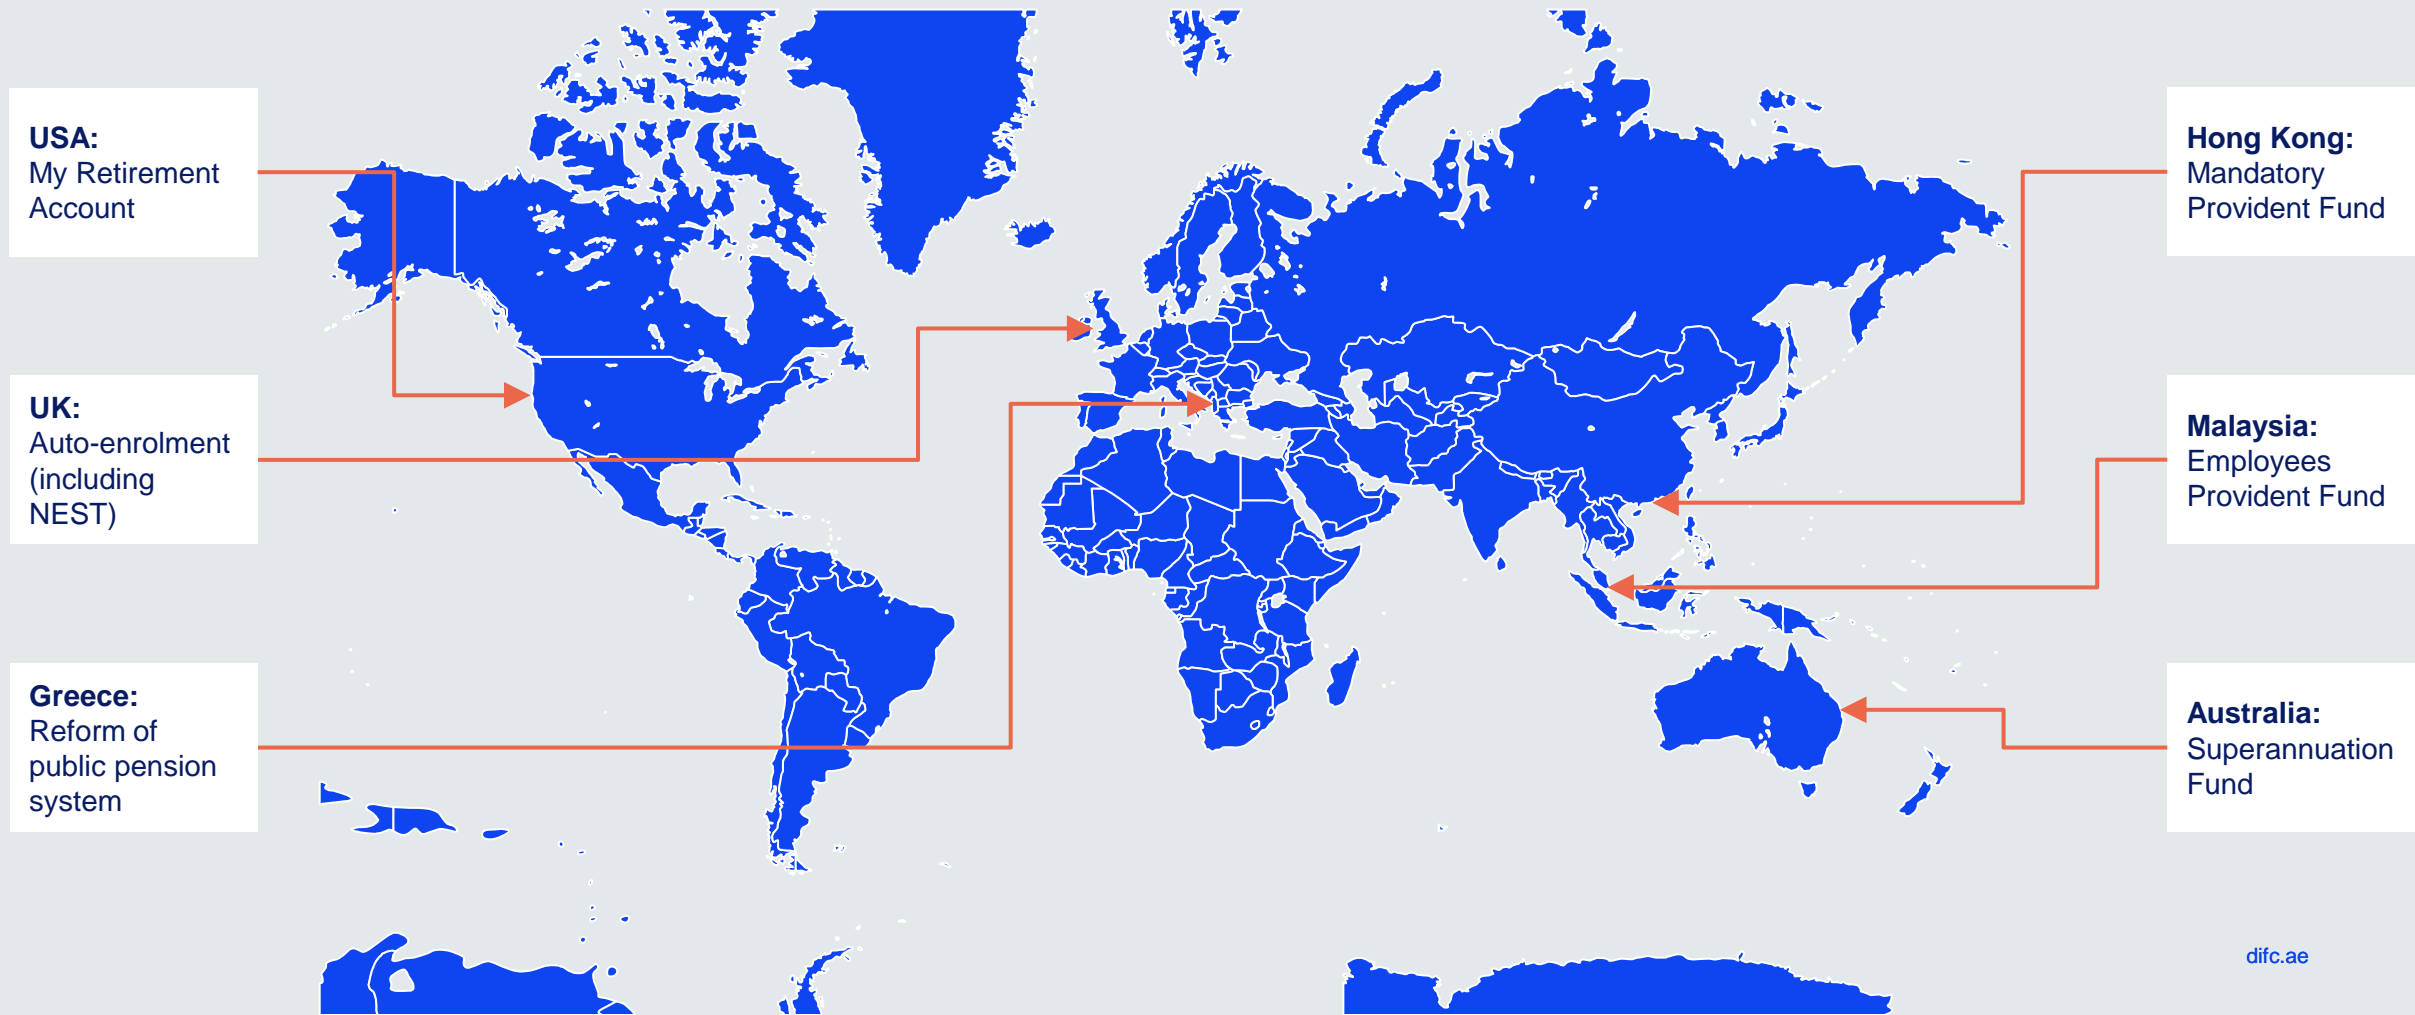 USA:
My Retirement
Account
UK:
Auto-enrolment
(including
NEST)
Greece:
Reform of
public pension
system
Hong Kong:
Mandatory
Provident Fund
Malaysia:
Employees
Provident Fund
Australia:
Superannuation
Fund
difc.ae